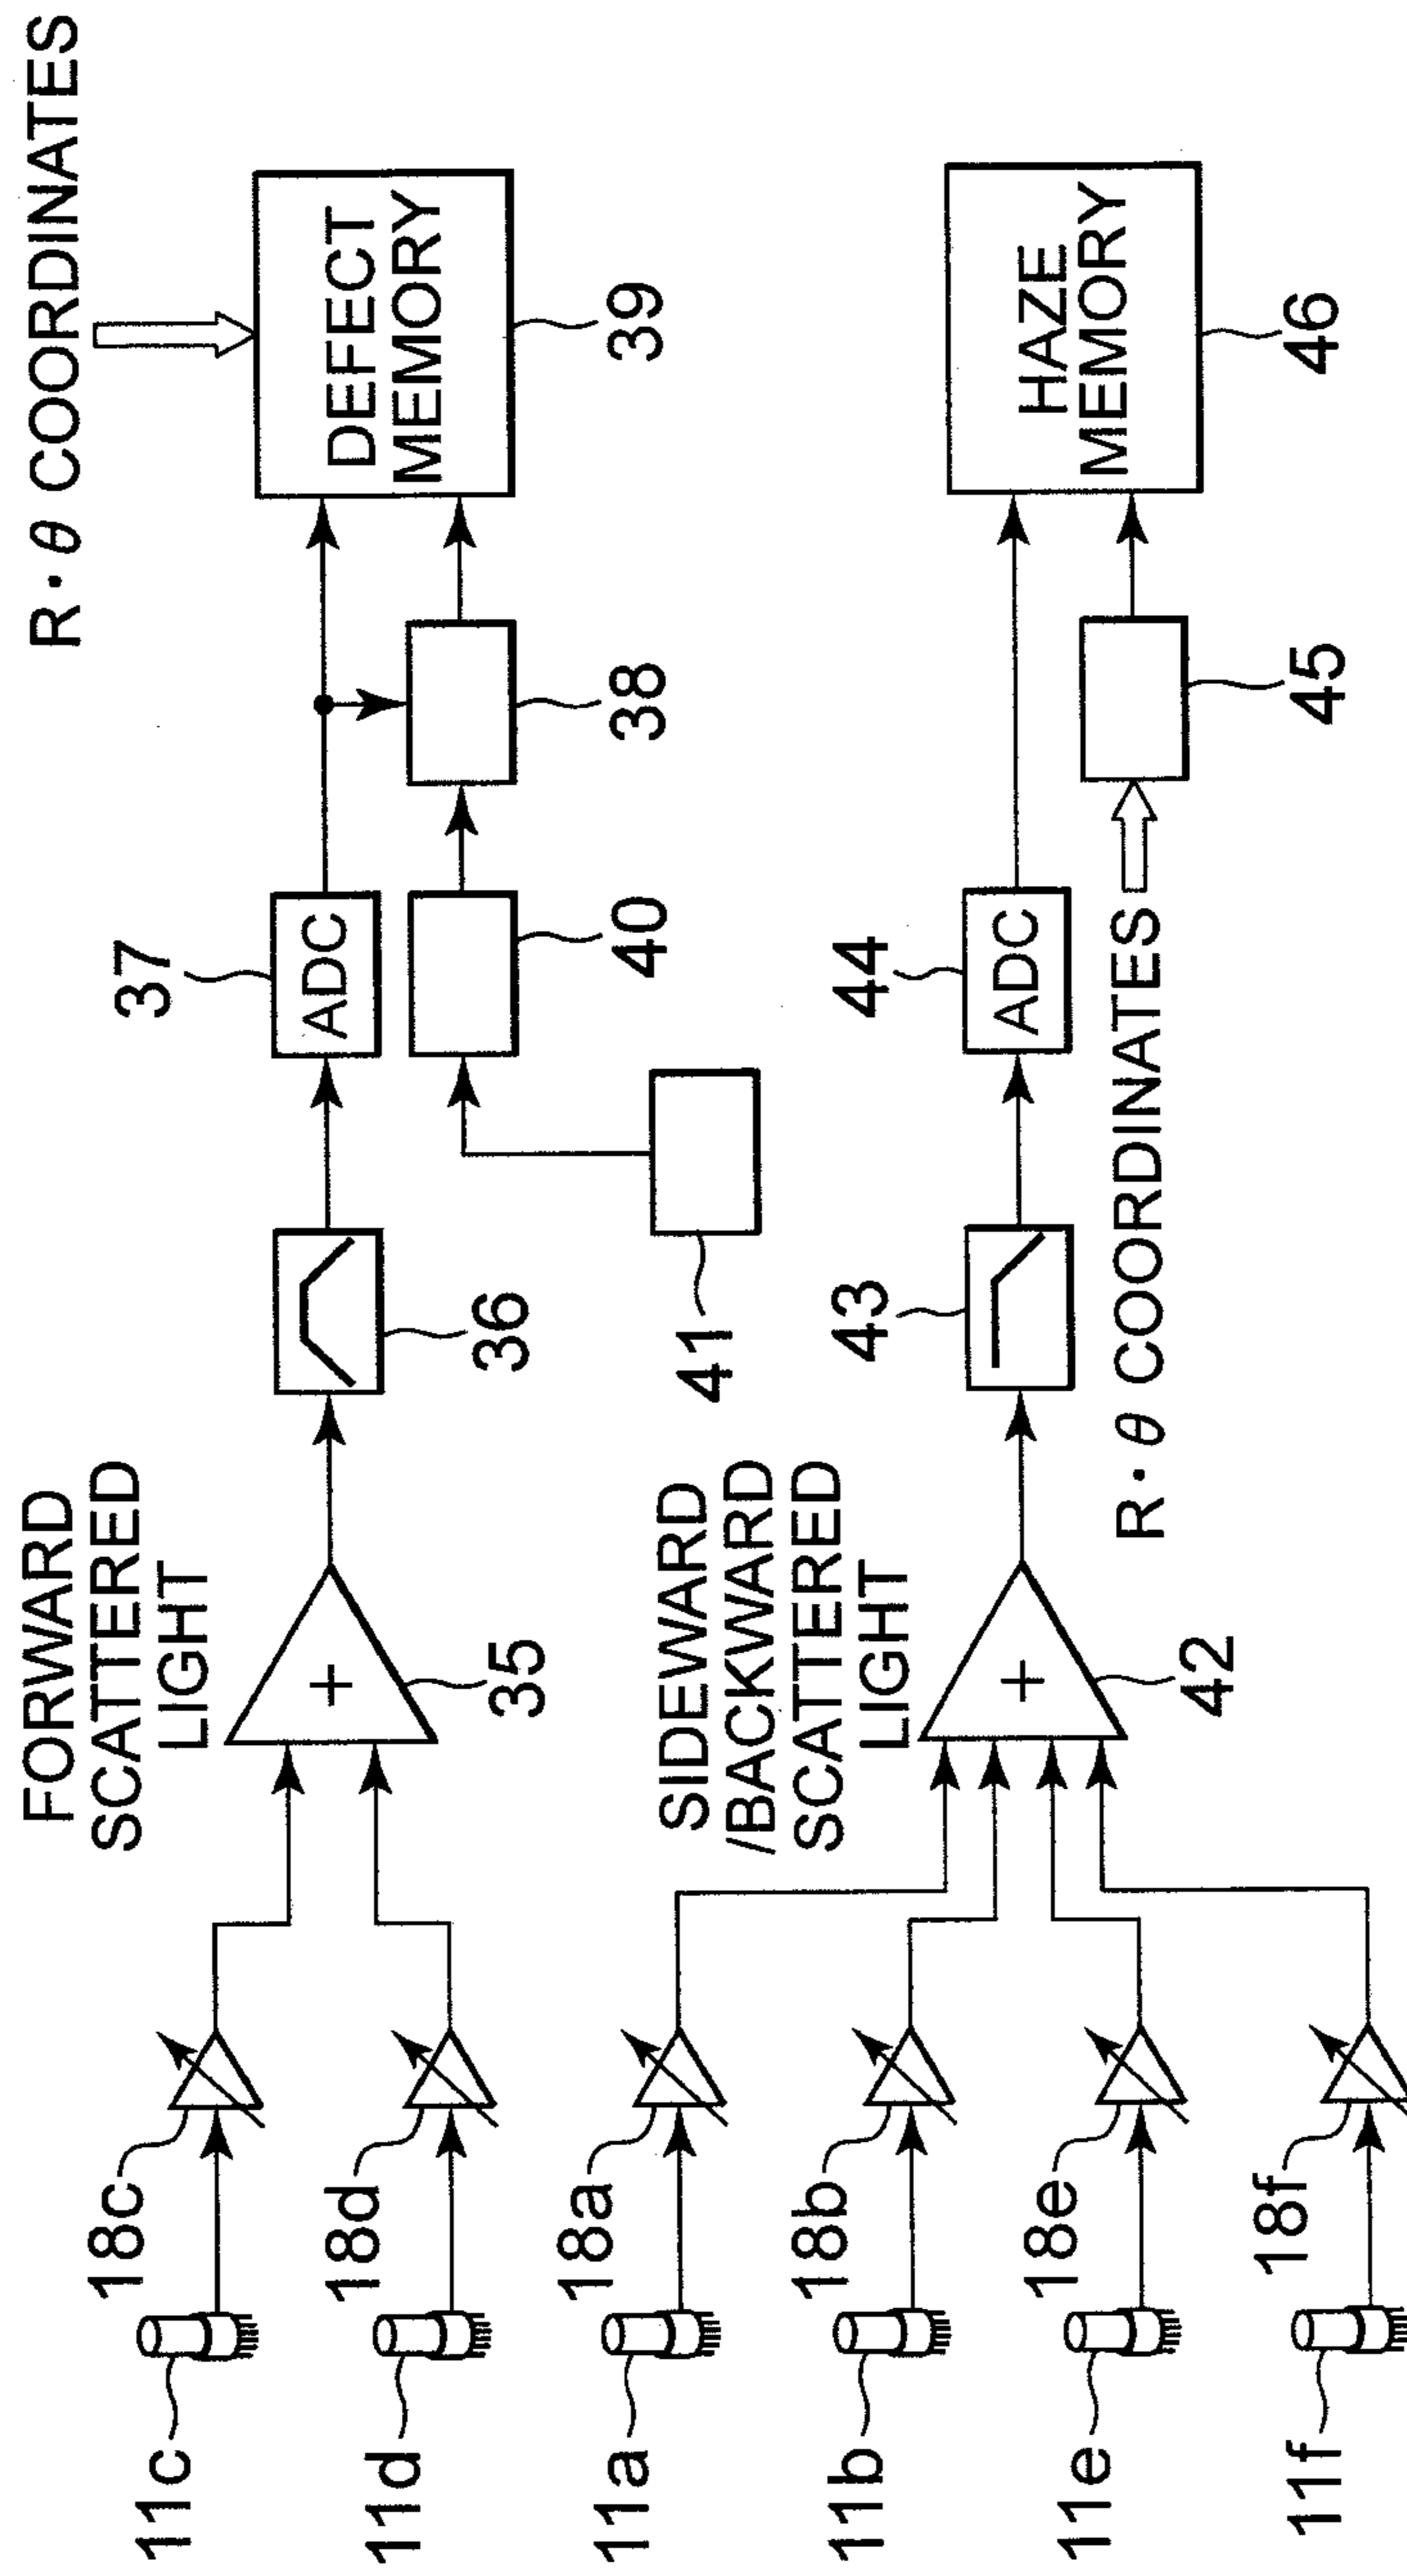 R・θ COORDINATES
FORWARD
SCATTERED
LIGHT
37
ADC
DEFECT
MEMORY
39
38
40
41
36
35
18c
11c
18d
11d
SIDEWARD
/BACKWARD
SCATTERED
LIGHT
44
ADC
HAZE
MEMORY
46
45
R・θ COORDINATES
43
42
18a
11a
18b
11b
18e
11e
18f
11f